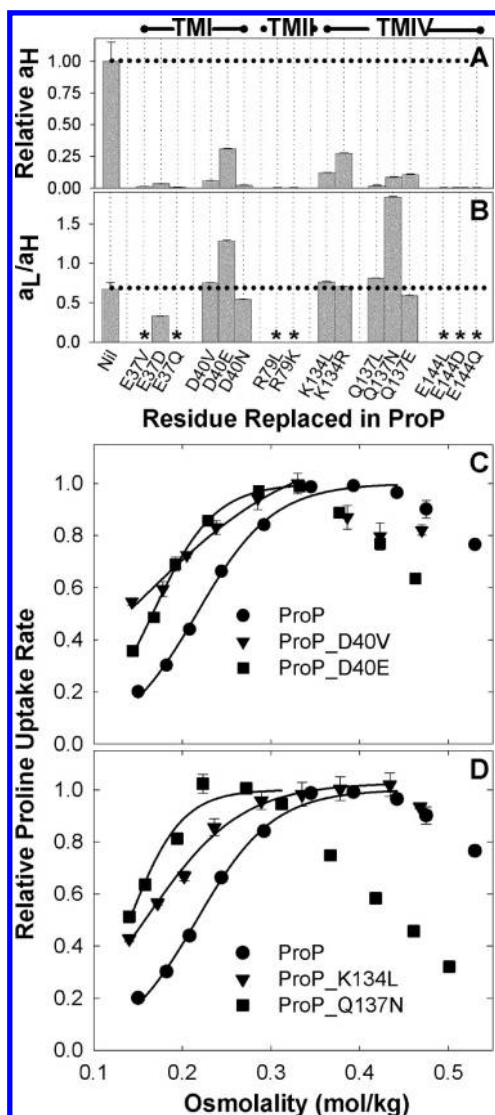 TMI TMII TMIV
A
Relative aH
1.00
0.75
0.50
0.25
0.00
B
aL/aH
1.5
1.0
0.5
0.0
* * * * * * *
Nil E37V E37D E37Q D40V D40E D40N R79L R79K K134L K134R Q137L Q137N Q137E E144L E144D E144Q
Residue Replaced in ProP
Relative Proline Uptake Rate
C
1.0
0.8
0.6
0.4
0.2
0.0
ProP
ProP_D40V
ProP_D40E
D
1.0
0.8
0.6
0.4
0.2
0.0
ProP
ProP_K134L
ProP_Q137N
0.1 0.2 0.3 0.4 0.5
Osmolality (mol/kg)